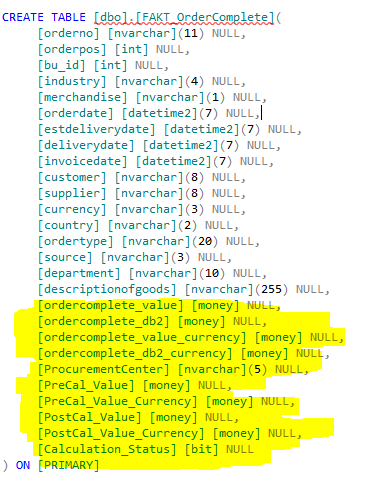 CREATE TABLE [dbo].[FAKT_OrderComplete](
[orderno] [nvarchar](11) NULL,
[orderpos] [int] NULL,
[bu_id] [int] NULL,
[industry] [nvarchar](4) NULL,
[merchandise] [nvarchar](1) NULL,
[orderdate] [datetime2](7) NULL,
[estdeliverydate] [datetime2](7) NULL,
[deliverydate] [datetime2](7) NULL,
[invoicedate] [datetime2](7) NULL,
[customer] [nvarchar](8) NULL,
[supplier] [nvarchar](8) NULL,
[currency] [nvarchar](3) NULL,
[country] [nvarchar](2) NULL,
[ordertype] [nvarchar](20) NULL,
[source] [nvarchar](3) NULL,
[department] [nvarchar](10) NULL,
[descriptionofgoods] [nvarchar](255) NULL,
[ordercomplete_value] [money] NULL,
[ordercomplete_db2] [money] NULL,
[ordercomplete_value_currency] [money] NULL,
[ordercomplete_db2_currency] [money] NULL,
[ProcurementCenter] [nvarchar](5) NULL,
[PreCal_Value] [money] NULL,
[PreCal_Value_Currency] [money] NULL,
[PostCal_Value] [money] NULL,
[PostCal_Value_Currency] [money] NULL,
[Calculation_Status] [bit] NULL
) ON [PRIMARY]